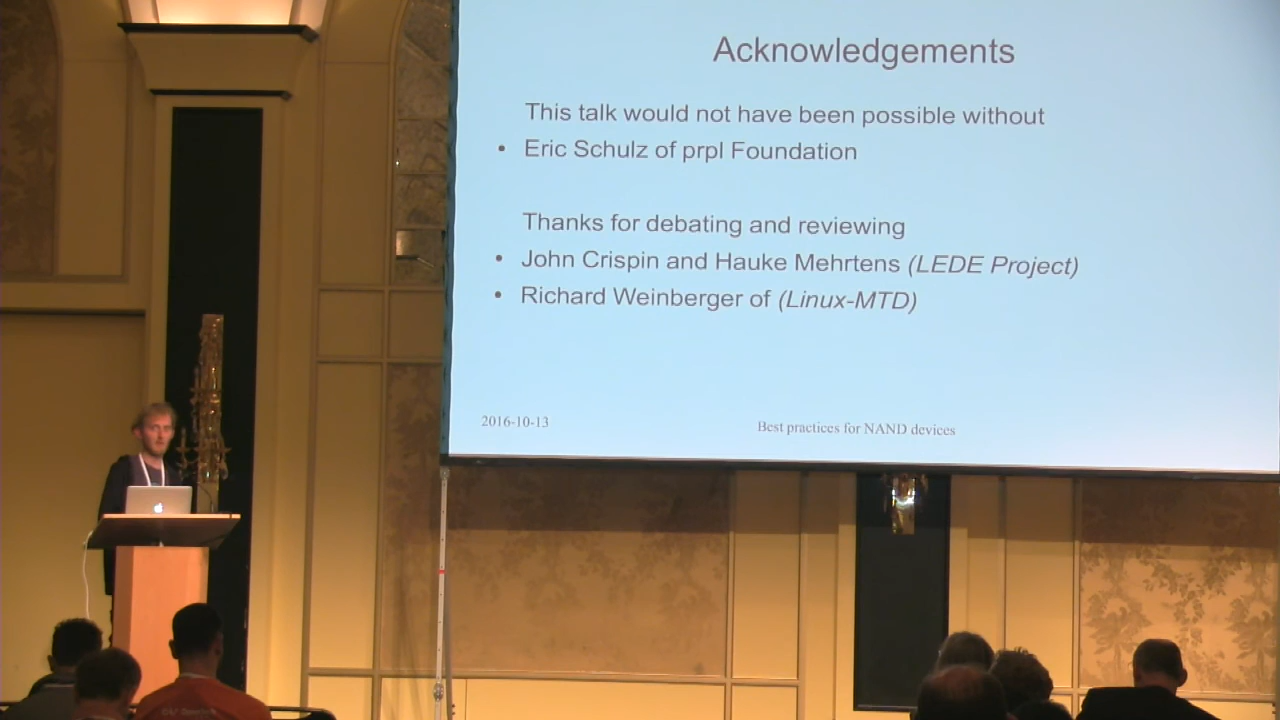 Acknowledgements
This talk would not have been possible without
• Eric Schulz of prpl Foundation
Thanks for debating and reviewing
• John Crispin and Hauke Mehrtens (LEDE Project)
• Richard Weinberger of (Linux-MTD)
2016-10-13
Best practices for NAND devices